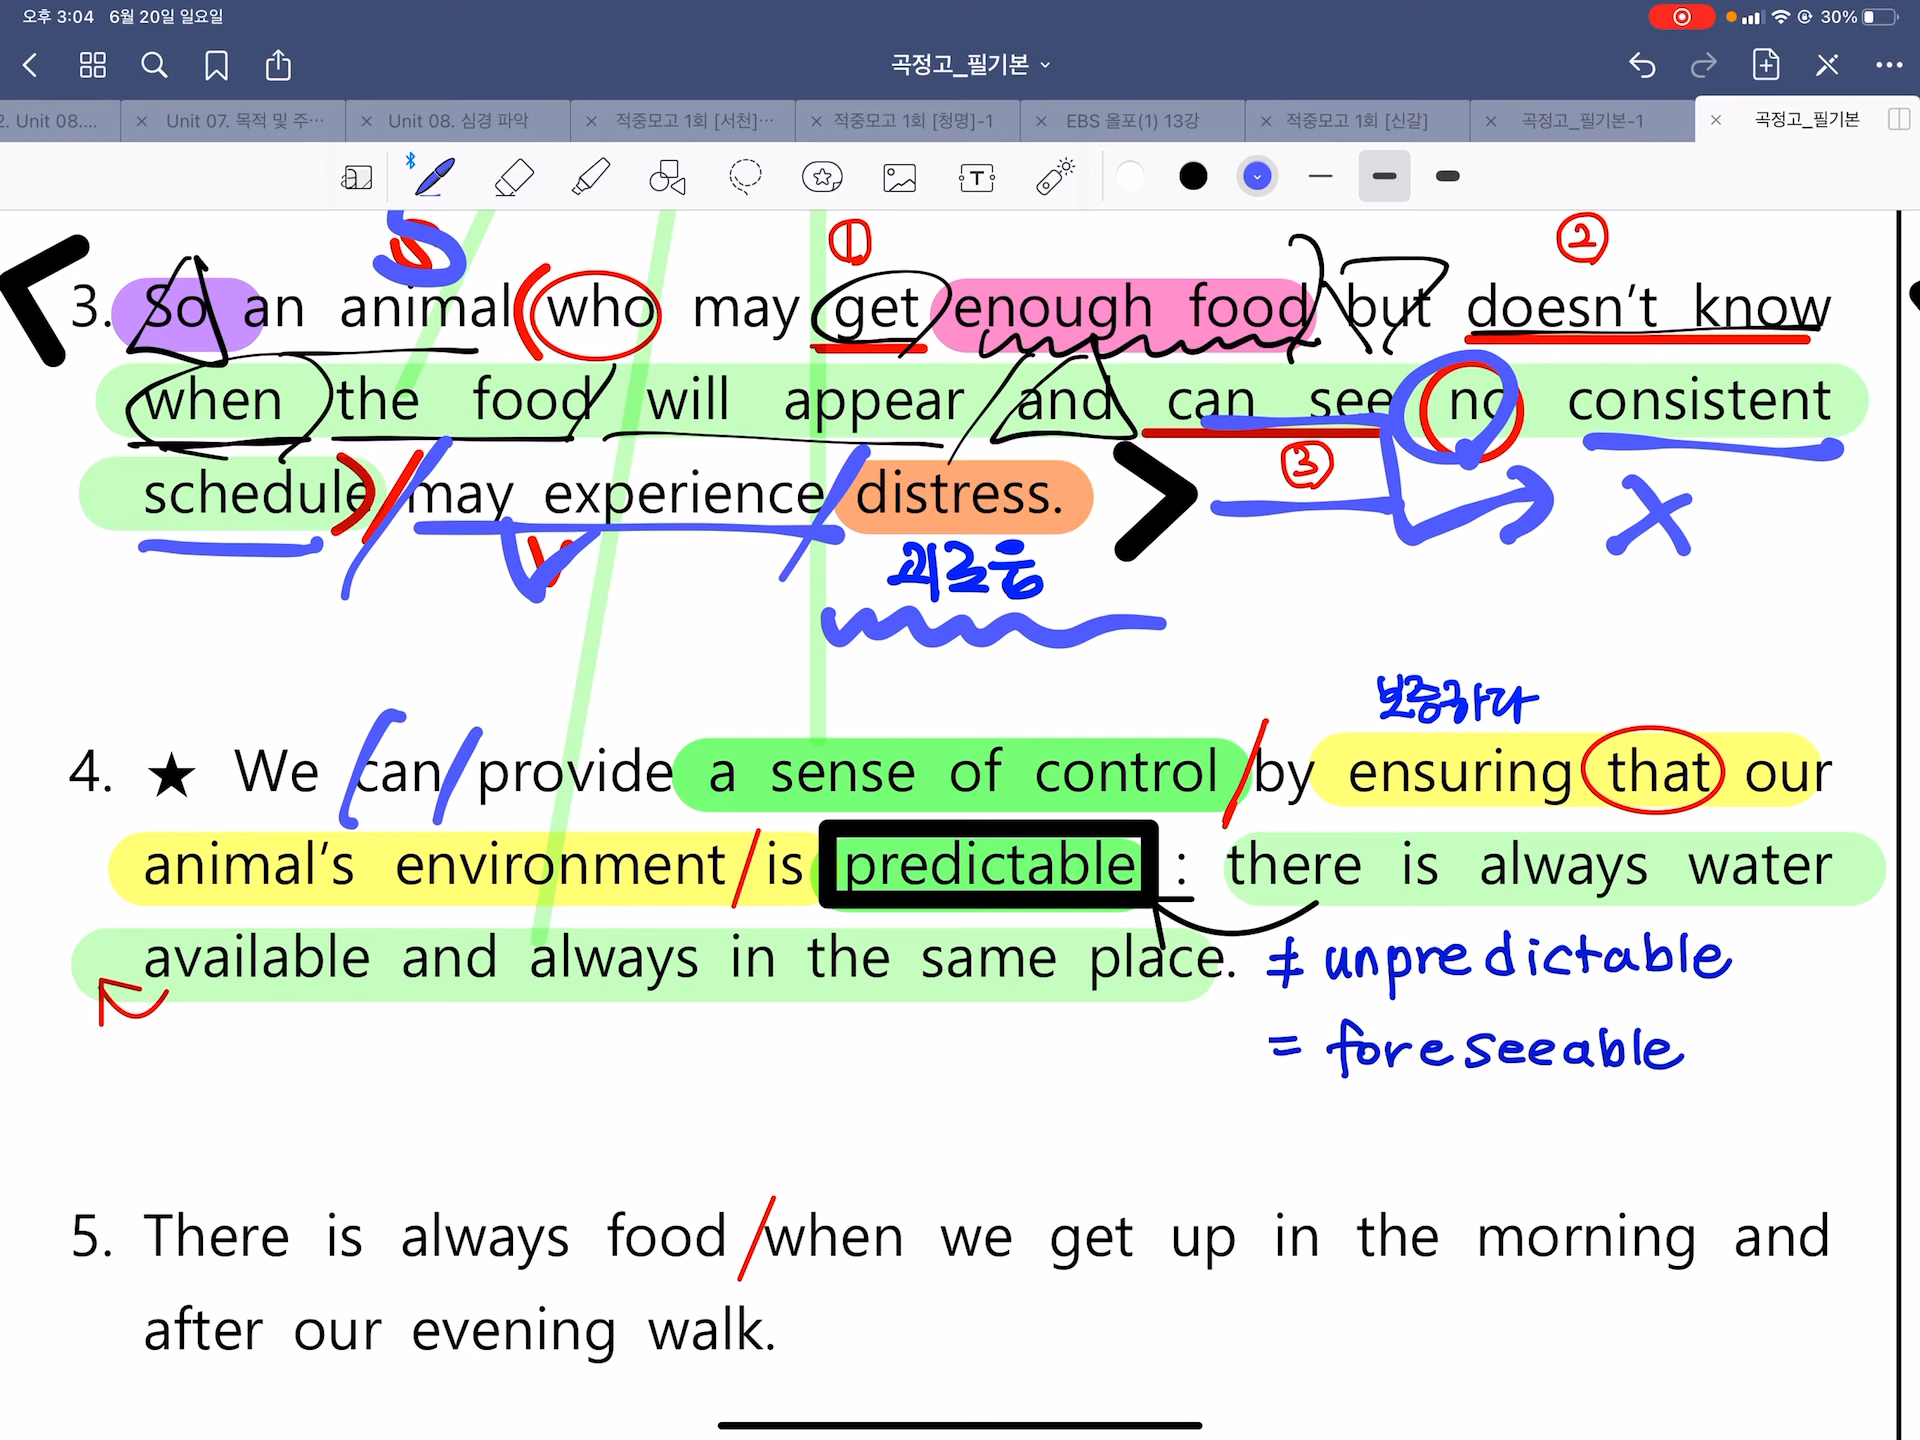 오후 3:04 6월 20일 일요일
30%
곡정고_필기본
2. Unit 08.... Unit 07. 목적 및 주... Unit 08. 심경 파악 적중모고 1회 [서천]... 적중모고 1회 [청명]-1 EBS 올포(1) 13강 적중모고 1회 [신갈] 곡정고_필기본-1 곡정고_필기본
S ① ②
3. So an animal who may get enough food but doesn't know
when the food will appear and can see no consistent
③
schedule may experience distress. X
V 괴로움
보증하다
4. ★ We can provide a sense of control by ensuring that our
animal's environment is predictable : there is always water
available and always in the same place. ≠ unpredictable
= foreseeable
5. There is always food when we get up in the morning and
after our evening walk.